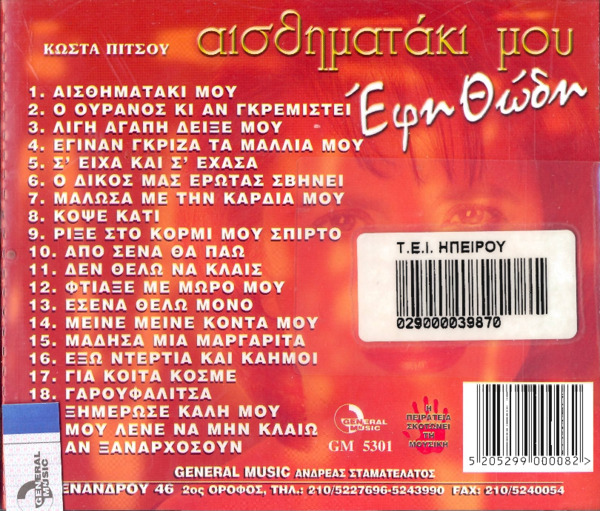 ΚΩΣΤΑ ΠΙΤΣΟΥ αισθηματάκι μου
Έφη Θώδη
1. ΑΙΣΘΗΜΑΤΑΚΙ ΜΟΥ
2. Ο ΟΥΡΑΝΟΣ ΚΙ ΑΝ ΓΚΡΕΜΙΣΤΕΙ
3. ΛΙΓΗ ΑΓΑΠΗ ΔΕΙΞΕ ΜΟΥ
4. ΕΓΙΝΑΝ ΓΚΡΙΖΑ ΤΑ ΜΑΛΛΙΑ ΜΟΥ
5. Σ' ΕΙΧΑ ΚΑΙ Σ' ΕΧΑΣΑ
6. Ο ΔΙΚΟΣ ΜΑΣ ΕΡΩΤΑΣ ΣΒΗΝΕΙ
7. ΜΑΛΩΣΑ ΜΕ ΤΗΝ ΚΑΡΔΙΑ ΜΟΥ
8. ΚΟΨΕ ΚΑΤΙ
9. ΡΙΞΕ ΣΤΟ ΚΟΡΜΙ ΜΟΥ ΣΠΙΡΤΟ
10. ΑΠΟ ΣΕΝΑ ΘΑ ΠΑΩ
11. ΔΕΝ ΘΕΛΩ ΝΑ ΚΛΑΙΣ
12. ΦΤΙΑΞΕ ΜΕ ΜΩΡΟ ΜΟΥ
13. ΕΣΕΝΑ ΘΕΛΩ ΜΟΝΟ
14. ΜΕΙΝΕ ΜΕΙΝΕ ΚΟΝΤΑ ΜΟΥ
15. ΜΑΔΗΣΑ ΜΙΑ ΜΑΡΓΑΡΙΤΑ
16. ΕΞΩ ΝΤΕΡΤΙΑ ΚΑΙ ΚΑΗΜΟΙ
17. ΓΙΑ ΚΟΙΤΑ ΚΟΣΜΕ
18. ΓΑΡΟΥΦΑΛΙΤΣΑ
ΞΗΜΕΡΩΣΕ ΚΑΛΗ ΜΟΥ
ΜΟΥ ΛΕΝΕ ΝΑ ΜΗΝ ΚΛΑΙΩ
ΑΝ ΞΑΝΑΡΧΟΣΟΥΝ
Τ.Ε.Ι. ΗΠΕΙΡΟΥ
029000039870
GENERAL
MUSIC
GM 5301
Η
ΠΕΙΡΑΤΕΙΑ
ΣΚΟΤΩΝΕΙ
ΤΗ
ΜΟΥΣΙΚΗ
5 205299 000082 >
GENERAL MUSIC ΑΝΔΡΕΑΣ ΣΤΑΜΑΤΕΛΑΤΟΣ
ΕΝΑΝΔΡΟΥ 46 2ος ΟΡΟΦΟΣ, ΤΗΛ: 210/5227696-5243990 FAX: 210/5240054
GENERAL
MUSIC